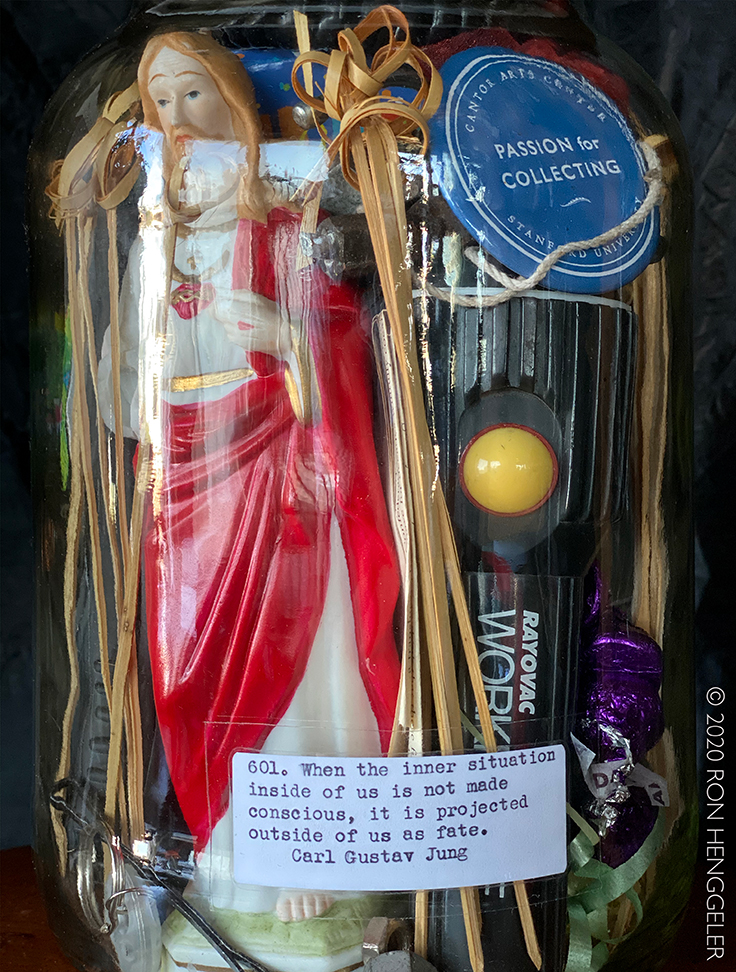 CANTOR ARTS CENTER
PASSION for
COLLECTING
STANFORD UNIVERSITY
RAYOVAC
WORK
601. When the inner situation
inside of us is not made
conscious, it is projected
outside of us as fate.
Carl Gustav Jung
© 2020 RON HENGGELER